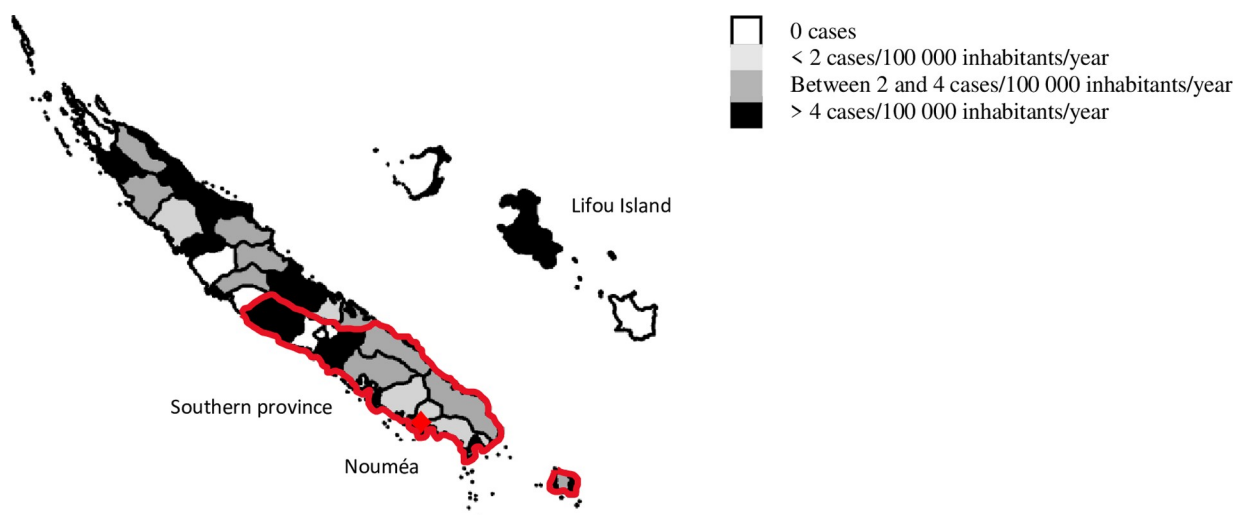 0 cases
< 2 cases/100 000 inhabitants/year
Between 2 and 4 cases/100 000 inhabitants/year
> 4 cases/100 000 inhabitants/year
Lifou Island
Southern province
Nouméa